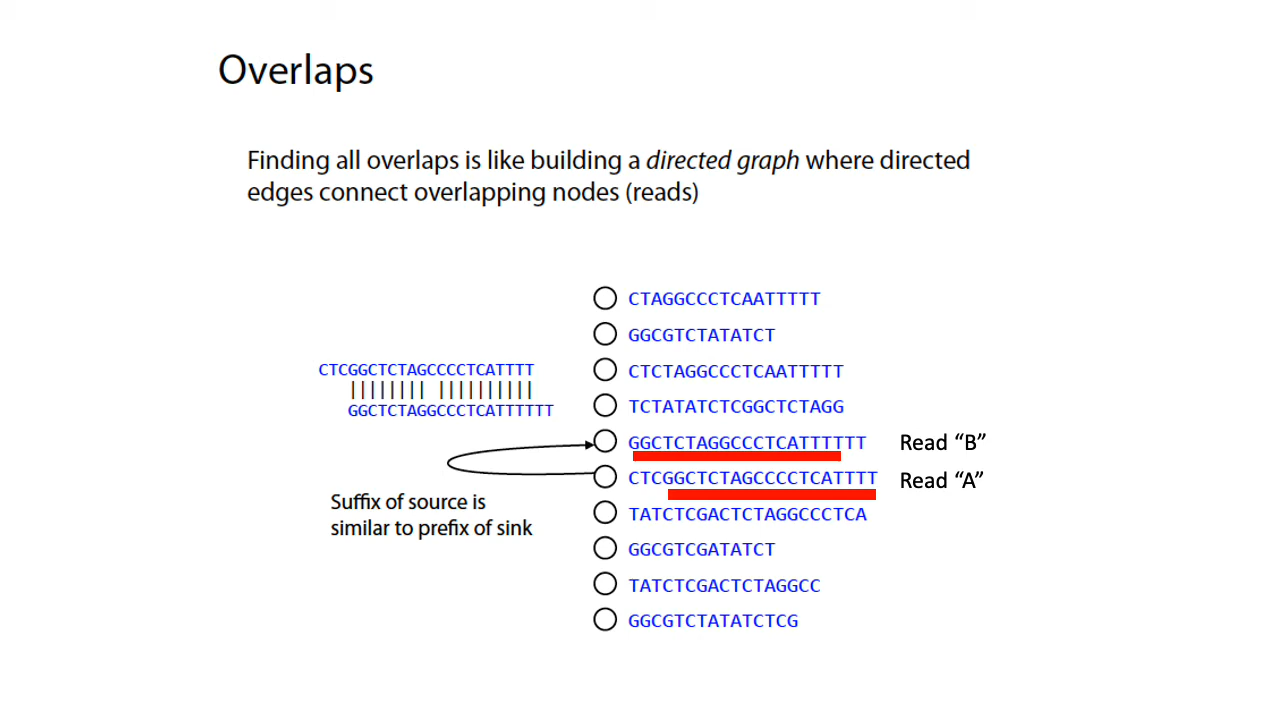 Overlaps
Finding all overlaps is like building a directed graph where directed
edges connect overlapping nodes (reads)
CTAGGCCCTCAATTTTT
GGCGTCTATATCT
CTCGGCTCTAGCCCCTCATTTT
|||||||| ||||||||||
GGCTCTAGGCCCTCATTTTTT
CTCTAGGCCCTCAATTTTT
TCTATATCTCGGCTCTAGG
GGCTCTAGGCCCTCATTTTTT Read “B”
CTCGGCTCTAGCCCCTCATTTT Read “A”
Suffix of source is
similar to prefix of sink
TATCTCGACTCTAGGCCCTCA
GGCGTCGATATCT
TATCTCGACTCTAGGCC
GGCGTCTATATCTCG